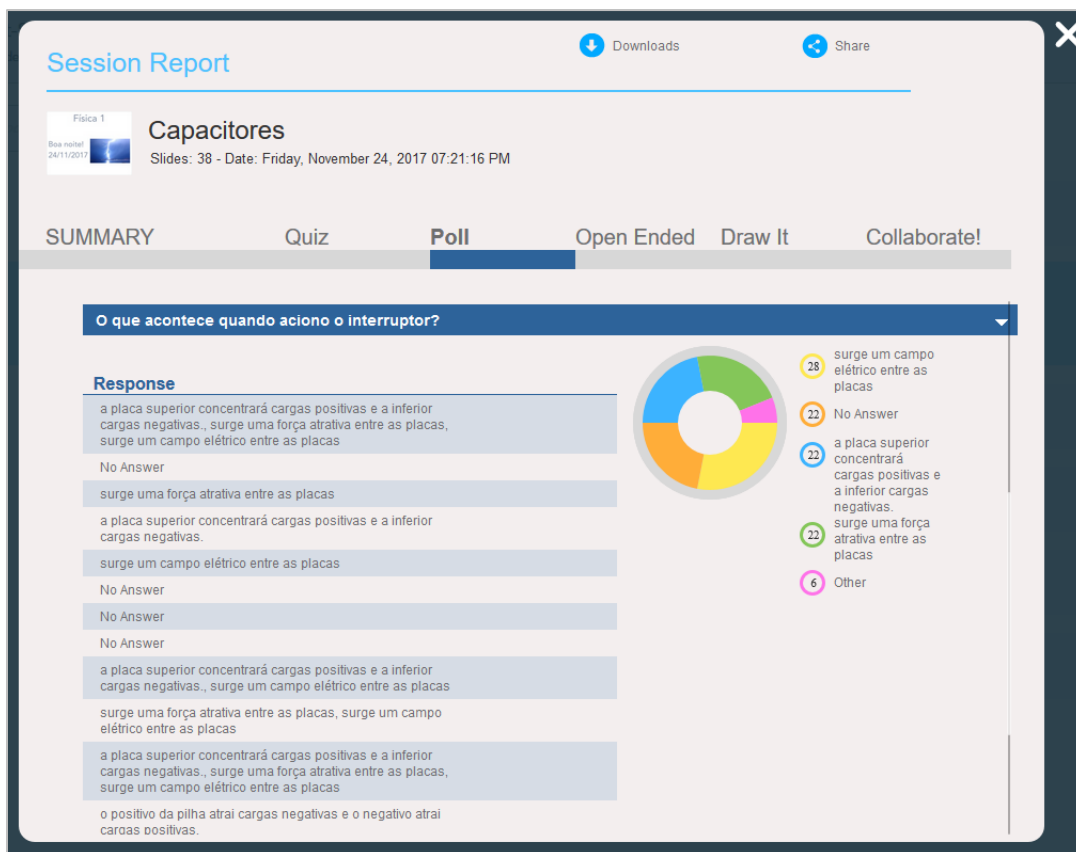 Session Report
Downloads
Share
Física 1
Boa noite!
24/11/2017
Capacitores
Slides: 38 - Date: Friday, November 24, 2017 07:21:16 PM
SUMMARY
Quiz
Poll
Open Ended
Draw It
Collaborate!
O que acontece quando aciono o interruptor?
Response
a placa superior concentrará cargas positivas e a inferior
cargas negativas., surge uma força atrativa entre as placas,
surge um campo elétrico entre as placas
No Answer
surge uma força atrativa entre as placas
a placa superior concentrará cargas positivas e a inferior
cargas negativas.
surge um campo elétrico entre as placas
No Answer
No Answer
No Answer
a placa superior concentrará cargas positivas e a inferior
cargas negativas., surge um campo elétrico entre as placas
surge uma força atrativa entre as placas, surge um campo
elétrico entre as placas
a placa superior concentrará cargas positivas e a inferior
cargas negativas., surge uma força atrativa entre as placas,
surge um campo elétrico entre as placas
o positivo da pilha atrai cargas negativas e o negativo atrai
cargas positivas.
28
surge um campo
elétrico entre as
placas
22
No Answer
22
a placa superior
concentrará
cargas positivas e
a inferior cargas
negativas.
22
surge uma força
atrativa entre as
placas
6
Other